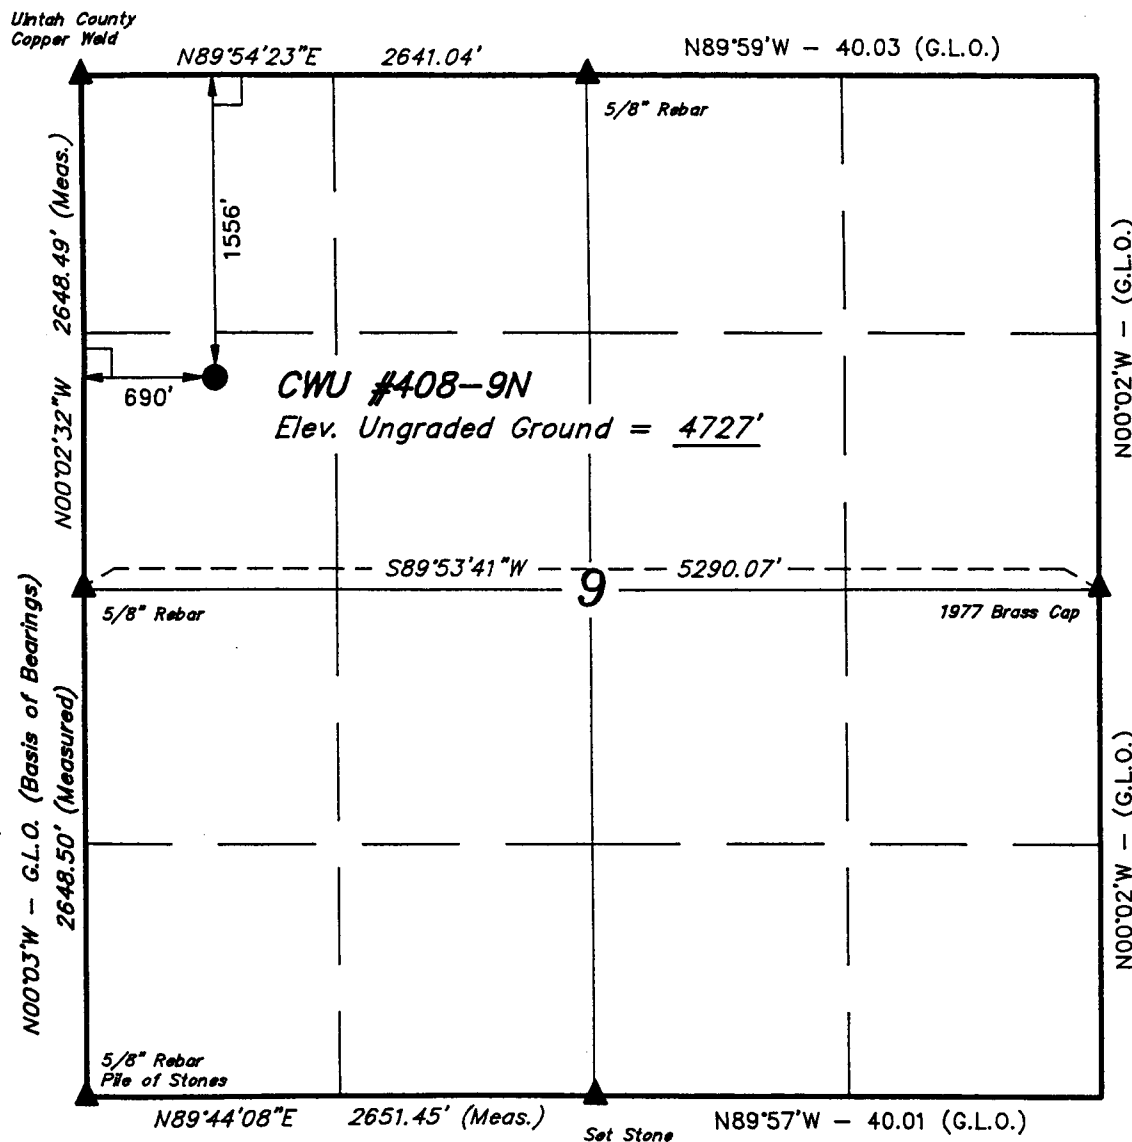 Uintah County
Copper Weld
N89°54'23"E 2641.04'
N89°59'W – 40.03 (G.L.O.)
5/8" Rebar
N00°02'32"W 2648.49' (Meas.)
1556'
690'
CWU #408–9N
Elev. Ungraded Ground = 4727'
N00°02'W – (G.L.O.)
S89°53'41"W 5290.07'
9
5/8" Rebar
1977 Brass Cap
N00°03'W – G.L.O. (Basis of Bearings)
2648.50' (Measured)
N00°02'W – (G.L.O.)
5/8" Rebar
Pile of Stones
N89°44'08"E 2651.45' (Meas.)
Set Stone
N89°57'W – 40.01 (G.L.O.)